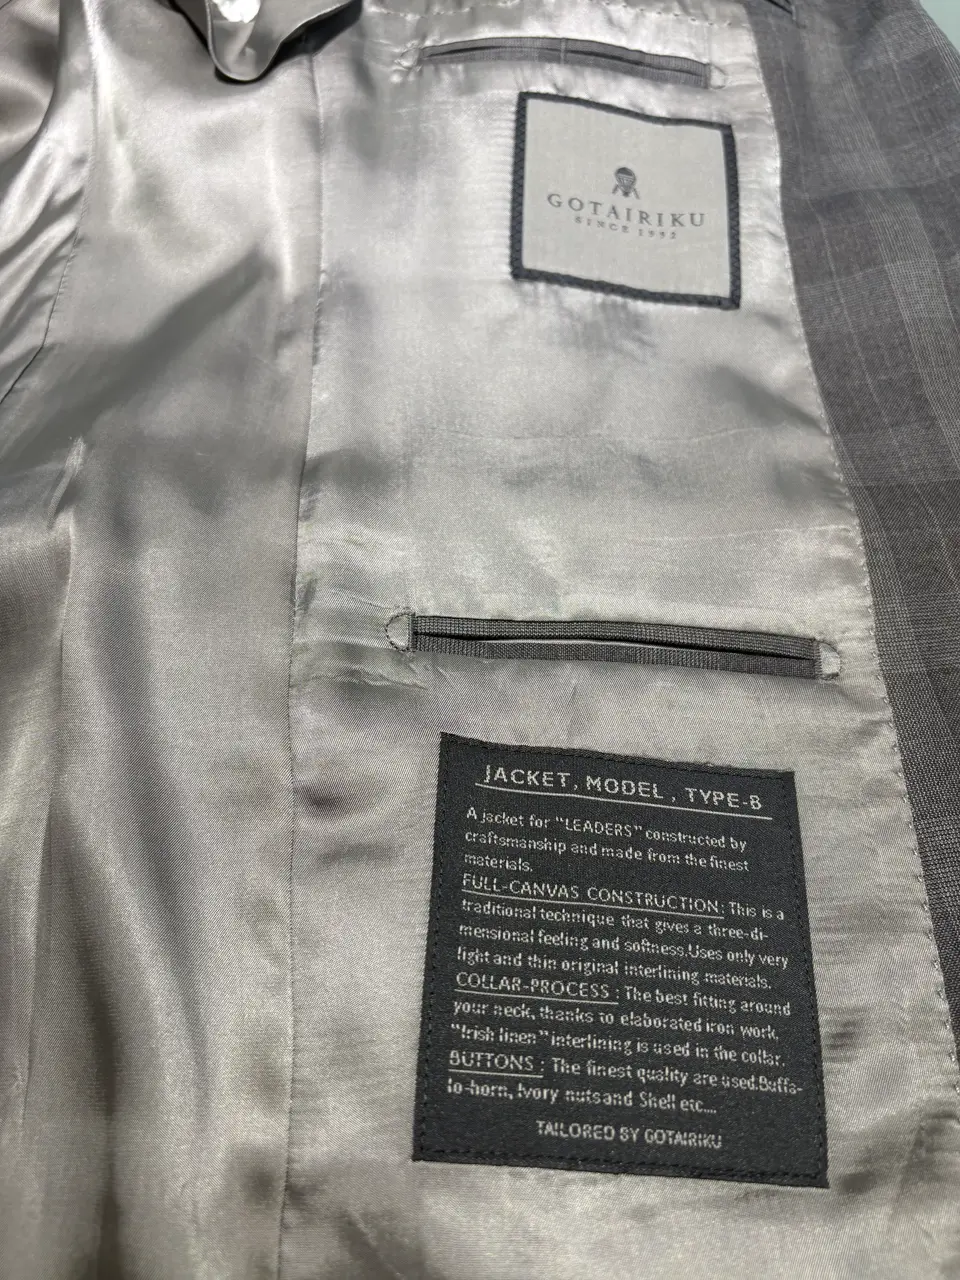 GOTAIRIKU
SINCE 1992
JACKET, MODEL, TYPE-B
A jacket for "LEADERS" constructed by
craftsmanship and made from the finest
materials.
FULL-CANVAS CONSTRUCTION: This is a
traditional technique that gives a three-di-
mensional feeling and softness.Uses only very
light and thin original interlining materials.
COLLAR-PROCESS : The best fitting around
your neck, thanks to elaborated iron work,
"Irish linen" interlining is used in the collar.
BUTTONS : The finest quality are used.Buffa-
lo-horn, Ivory nuts and Shell etc....
TAILORED BY GOTAIRIKU